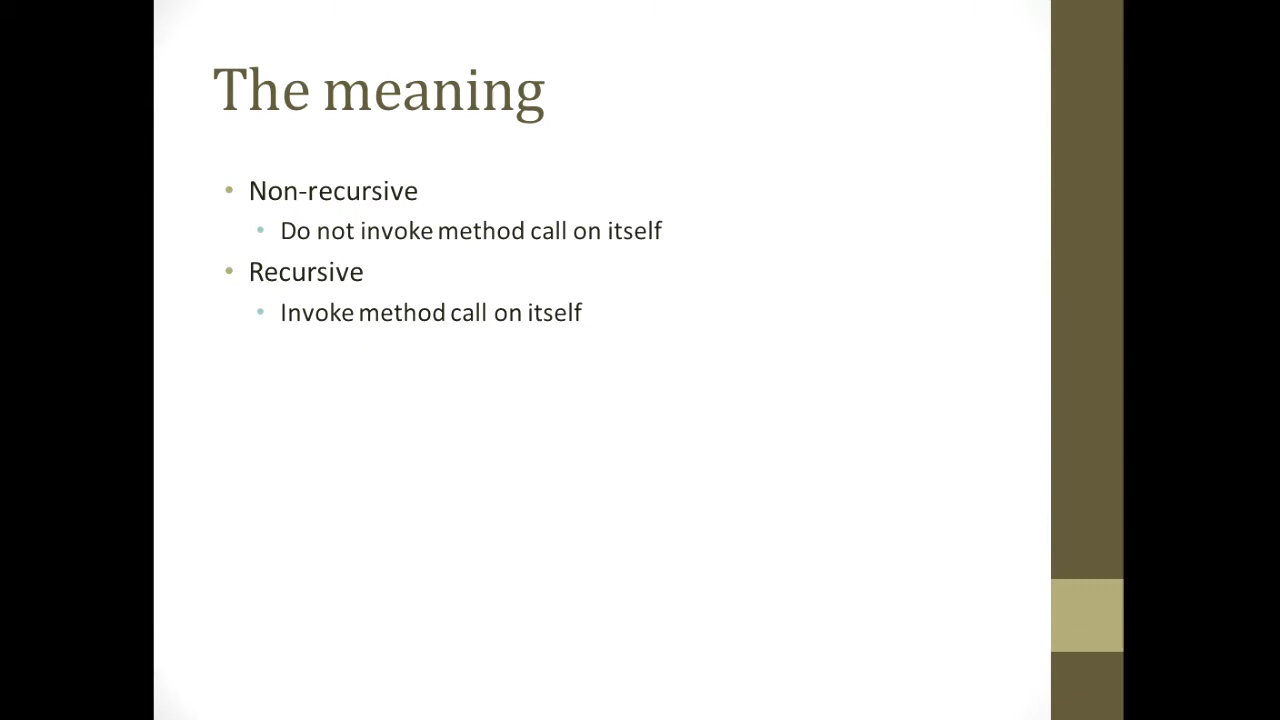 The meaning
• Non-recursive
• Do not invoke method call on itself
• Recursive
• Invoke method call on itself